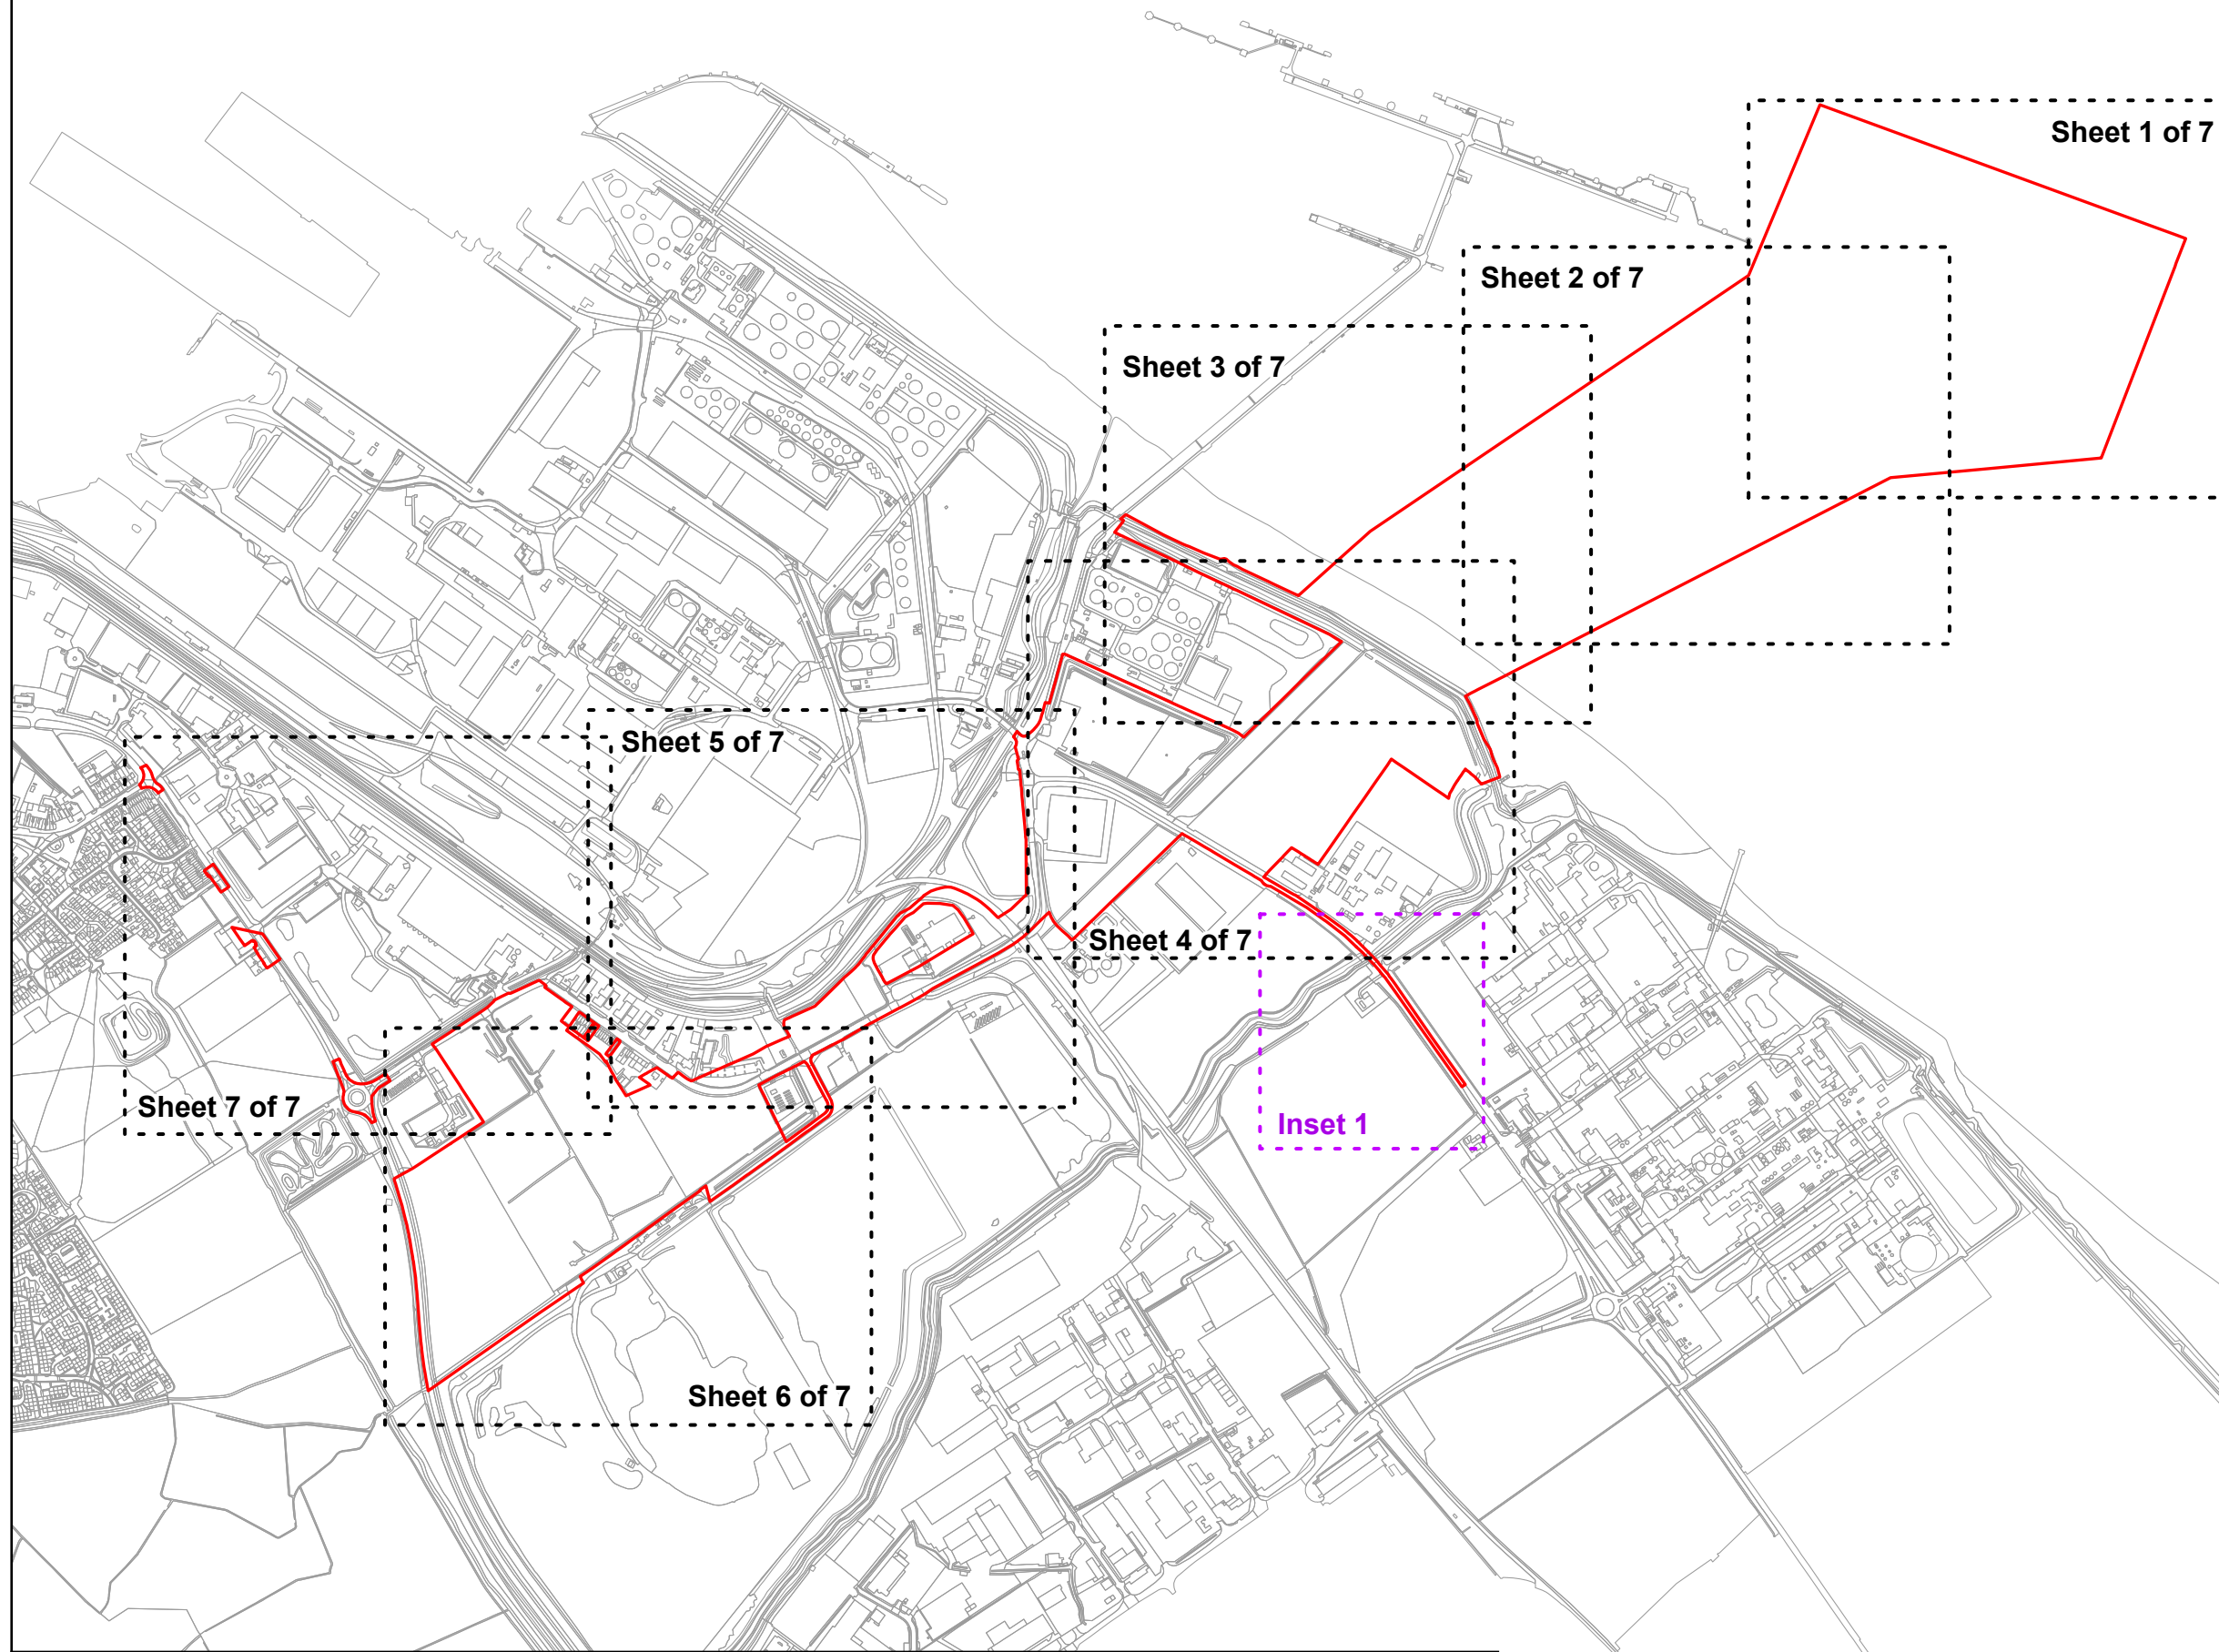 Sheet 1 of 7
Sheet 2 of 7
Sheet 3 of 7
Sheet 5 of 7
Sheet 4 of 7
Sheet 7 of 7
Inset 1
Sheet 6 of 7